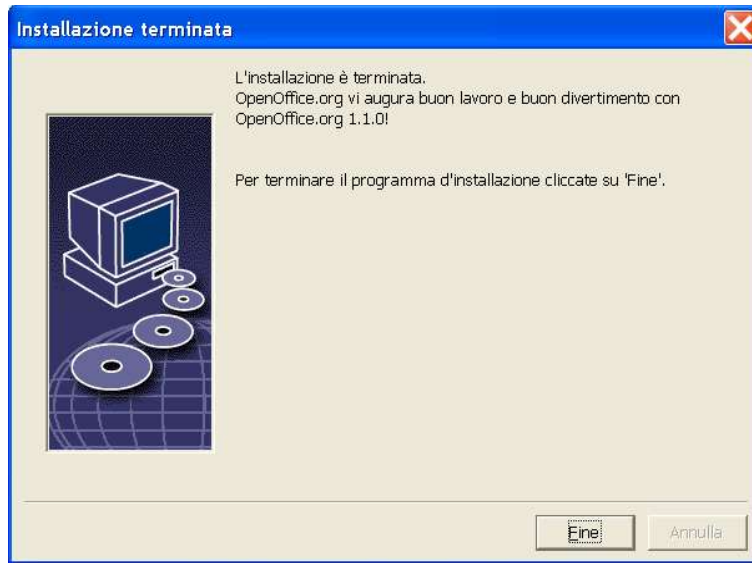 Installazione terminata
L'installazione è terminata.
OpenOffice.org vi augura buon lavoro e buon divertimento con
OpenOffice.org 1.1.0!
Per terminare il programma d'installazione cliccate su 'Fine'.
Fine
Annulla